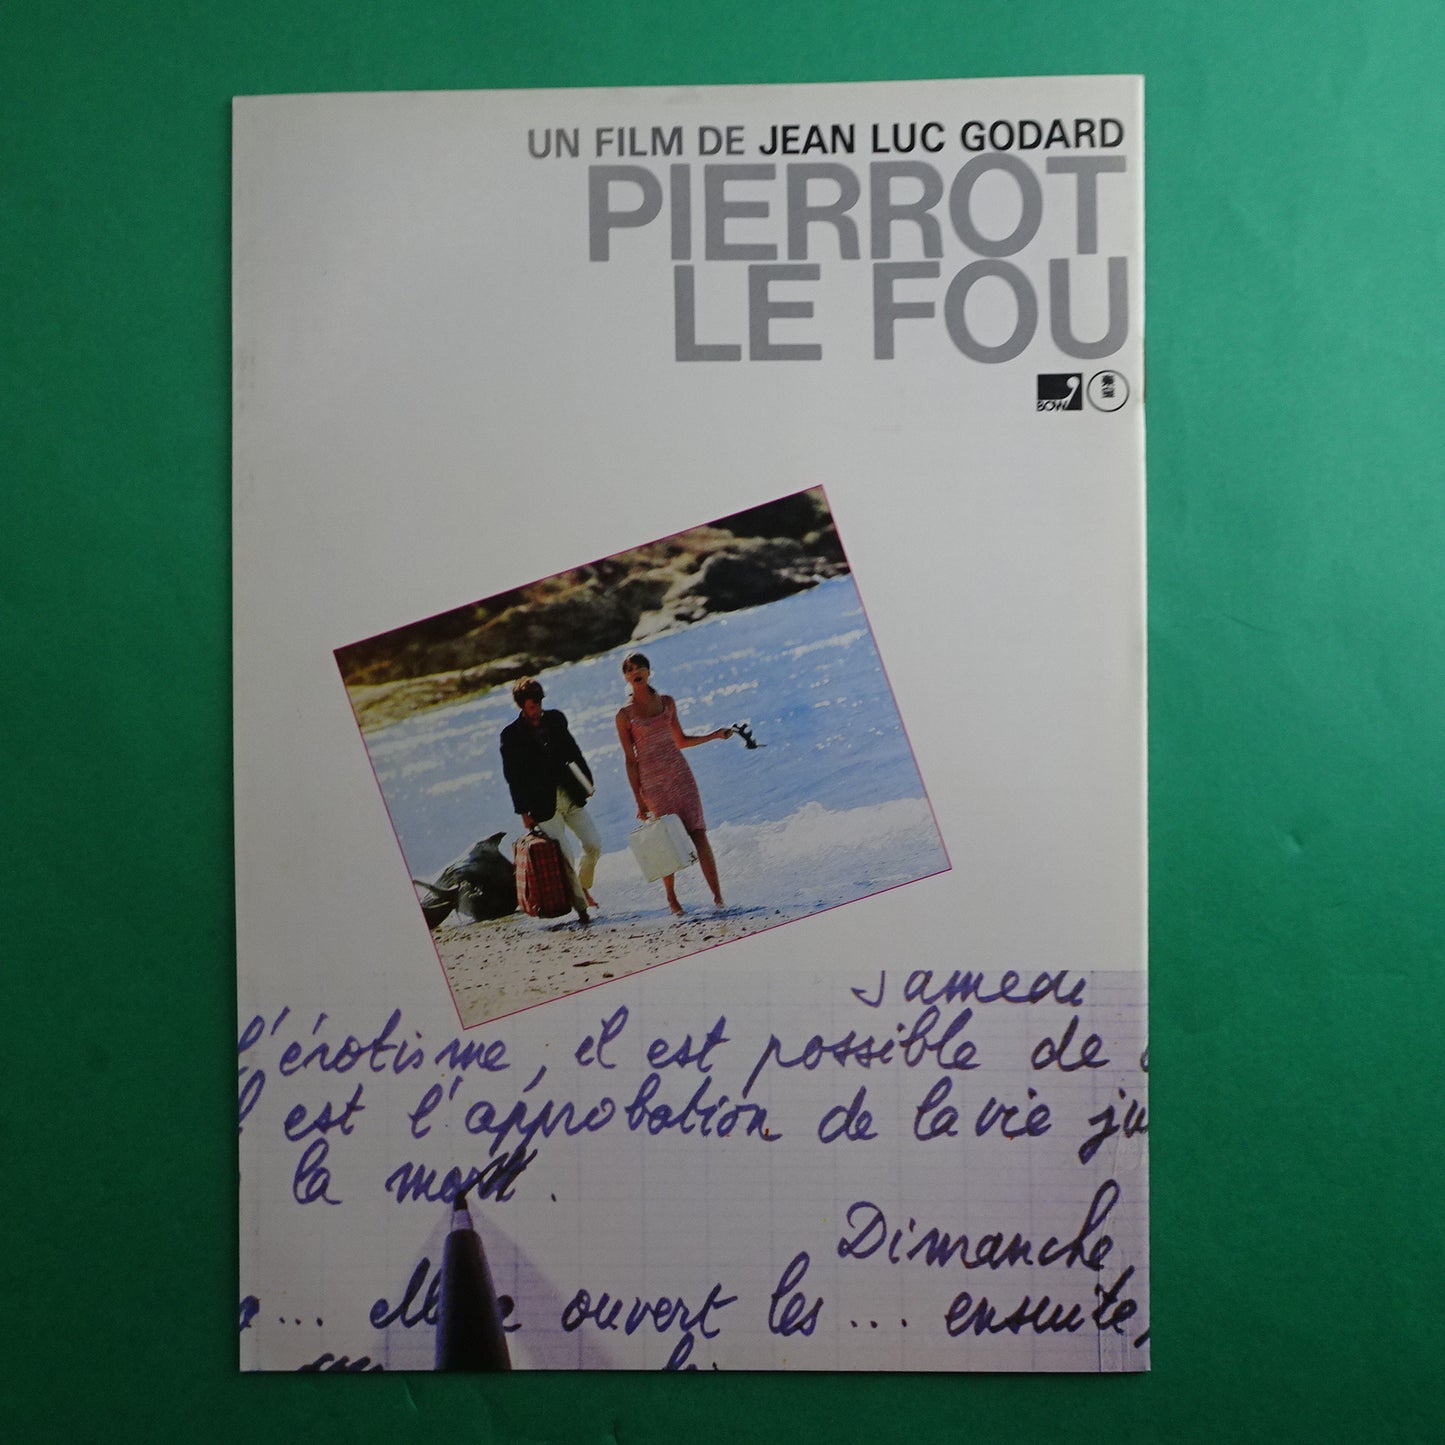 UN FILM DE JEAN LUC GODARD
PIERROT
LE FOU
BOW
Samedi
l'érotisme, il est possible de
est l'approbation de la vie ju
la mort.
Dimanche
... elle ouvert les ... ensuite,